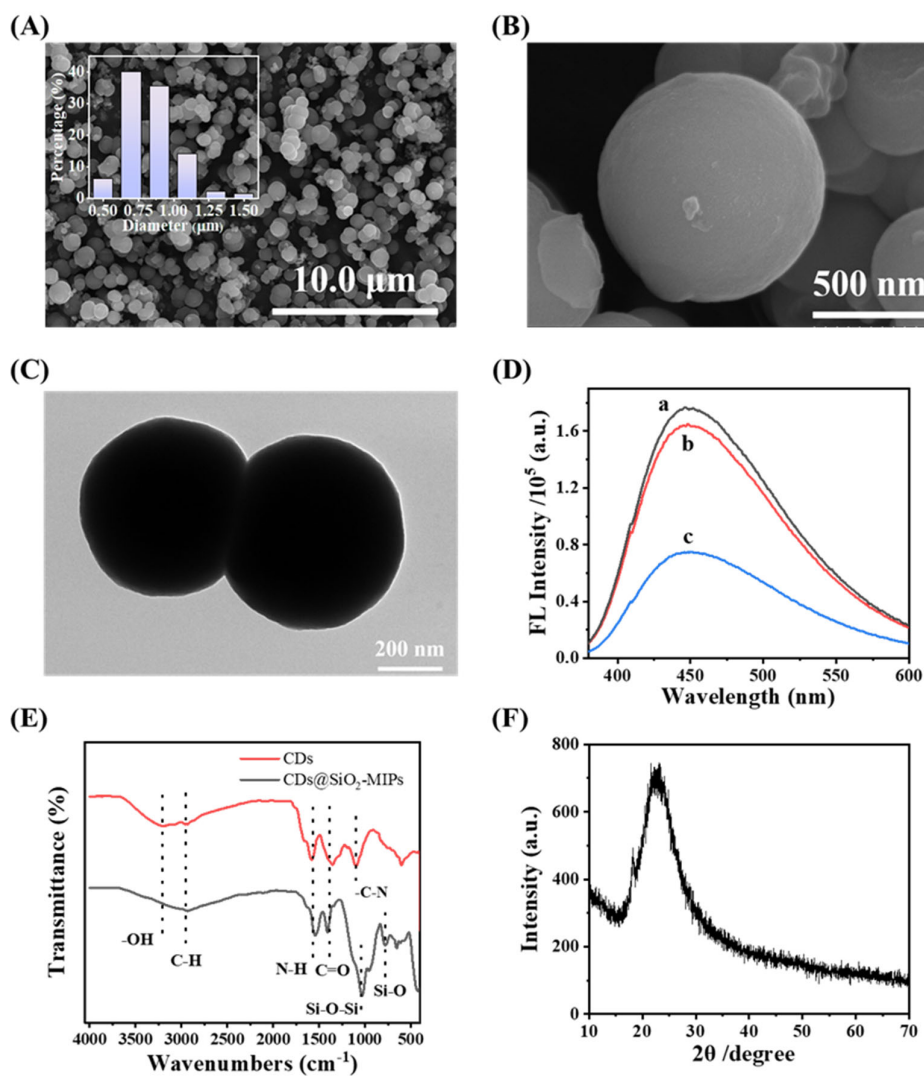 (A)
Percentage (%)
40
30
20
10
0
0.50 0.75 1.00 1.25 1.50
Diameter (μm)
10.0 μm
(B)
500 nm
(C)
200 nm
(D)
FL Intensity /10⁵ (a.u.)
1.6
1.2
0.8
0.4
0.0
a
b
c
400 450 500 550 600
Wavelength (nm)
(E)
Transmittance (%)
CDs
CDs@SiO₂-MIPs
-C-N
-OH
C-H
N-H
C=O
Si-O
Si-O-Si
4000 3500 3000 2500 2000 1500 1000 500
Wavenumbers (cm⁻¹)
(F)
Intensity (a.u.)
800
600
400
200
0
10 20 30 40 50 60 70
2θ /degree